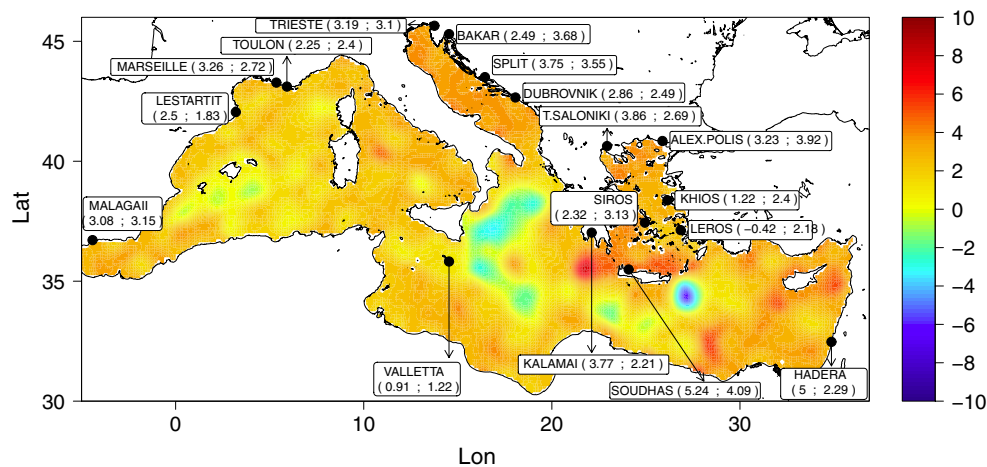 TRIESTE ( 3.19 ; 3.1 )
BAKAR ( 2.49 ; 3.68 )
TOULON ( 2.25 ; 2.4 )
SPLIT ( 3.75 ; 3.55 )
MARSEILLE ( 3.26 ; 2.72 )
DUBROVNIK ( 2.86 ; 2.49 )
LESTARTIT
( 2.5 ; 1.83 )
T.SALONIKI ( 3.86 ; 2.69 )
ALEX.POLIS ( 3.23 ; 3.92 )
MALAGAII
( 3.08 ; 3.15 )
SIROS
( 2.32 ; 3.13 )
KHIOS ( 1.22 ; 2.4 )
LEROS ( −0.42 ; 2.18 )
VALLETTA
( 0.91 ; 1.22 )
KALAMAI ( 3.77 ; 2.21 )
SOUDHAS ( 5.24 ; 4.09 )
HADERA
( 5 ; 2.29 )
45
40
35
30
Lat
0
10
20
30
Lon
10
8
6
4
2
0
−2
−4
−6
−8
−10